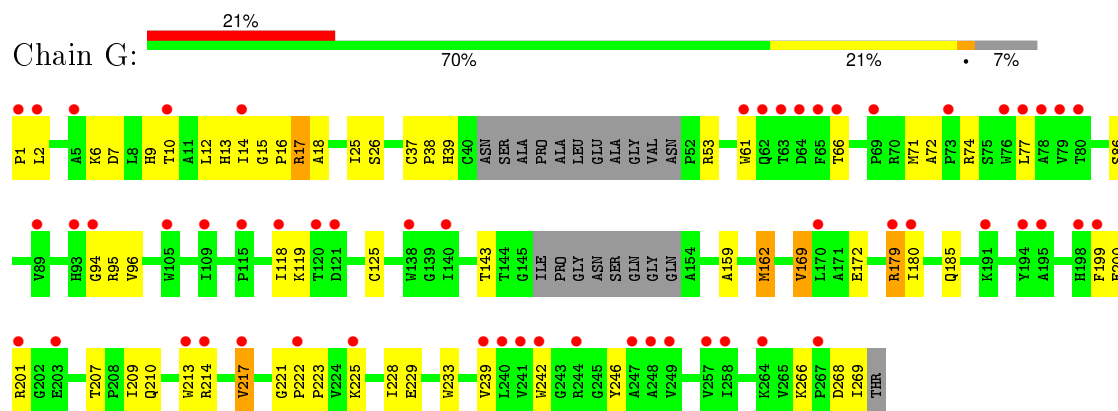 21%
Chain G:
70% 21% • 7%
P1 L2 A5 K6 D7 L8 H9 T10 A11 L12 H13 I14 G15 P16 R17 A18 I25 S26 C37 P38 H39 C40 ASN SER ALA PRO ALA LEU GLU ALA GLY VAL ASN P52 R53 W61 Q62 T63 D64 F65 T66 P69 R70 M71 A72 P73 R74 S75 W76 L77 A78 V79 T80 S86
V89 H93 G94 R95 V96 W105 I109 P115 I118 K119 T120 D121 C125 W138 G139 I140 T143 T144 G145 ILE PRO GLY ASN SER GLN GLY GLN A154 A159 M162 V169 L170 A171 E172 R179 I180 Q185 K191 Y194 A195 H198 F199
R201 G202 E203 T207 P208 I209 Q210 W213 R214 V217 G221 P222 P223 V224 K225 I228 E229 W233 V239 L240 V241 W242 G243 R244 G245 Y246 A247 A248 V249 V257 I258 K264 V265 K266 P267 D268 I269 THR